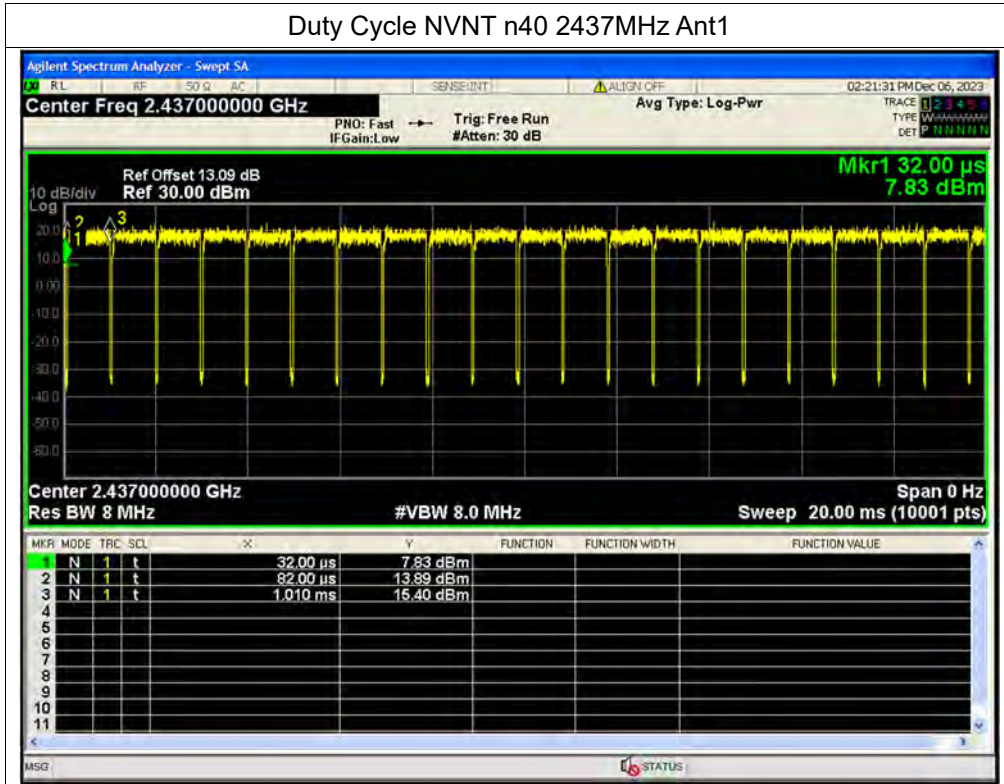 Duty Cycle NVNT n40 2437MHz Ant1
Agilent Spectrum Analyzer - Swept SA
LXI RL RF 50 Ω AC SENSE:INT ALIGN OFF 02:21:31 PM Dec 06, 2023
Center Freq 2.437000000 GHz Avg Type: Log-Pwr TRACE 1 2 3 4 5 6
PNO: Fast Trig: Free Run TYPE W
IFGain:Low #Atten: 30 dB DET P N N N N N
Mkr1 32.00 µs
Ref Offset 13.09 dB 7.83 dBm
10 dB/div Ref 30.00 dBm
Log
2 3
20.0
1
10.0
0.00
-10.0
-20.0
-30.0
-40.0
-50.0
-60.0
Center 2.437000000 GHz Span 0 Hz
Res BW 8 MHz #VBW 8.0 MHz Sweep 20.00 ms (10001 pts)
MKR MODE TRC SCL X Y FUNCTION FUNCTION WIDTH FUNCTION VALUE
1 N 1 t 32.00 µs 7.83 dBm
2 N 1 t 82.00 µs 13.89 dBm
3 N 1 t 1.010 ms 15.40 dBm
4
5
6
7
8
9
10
11
MSG STATUS